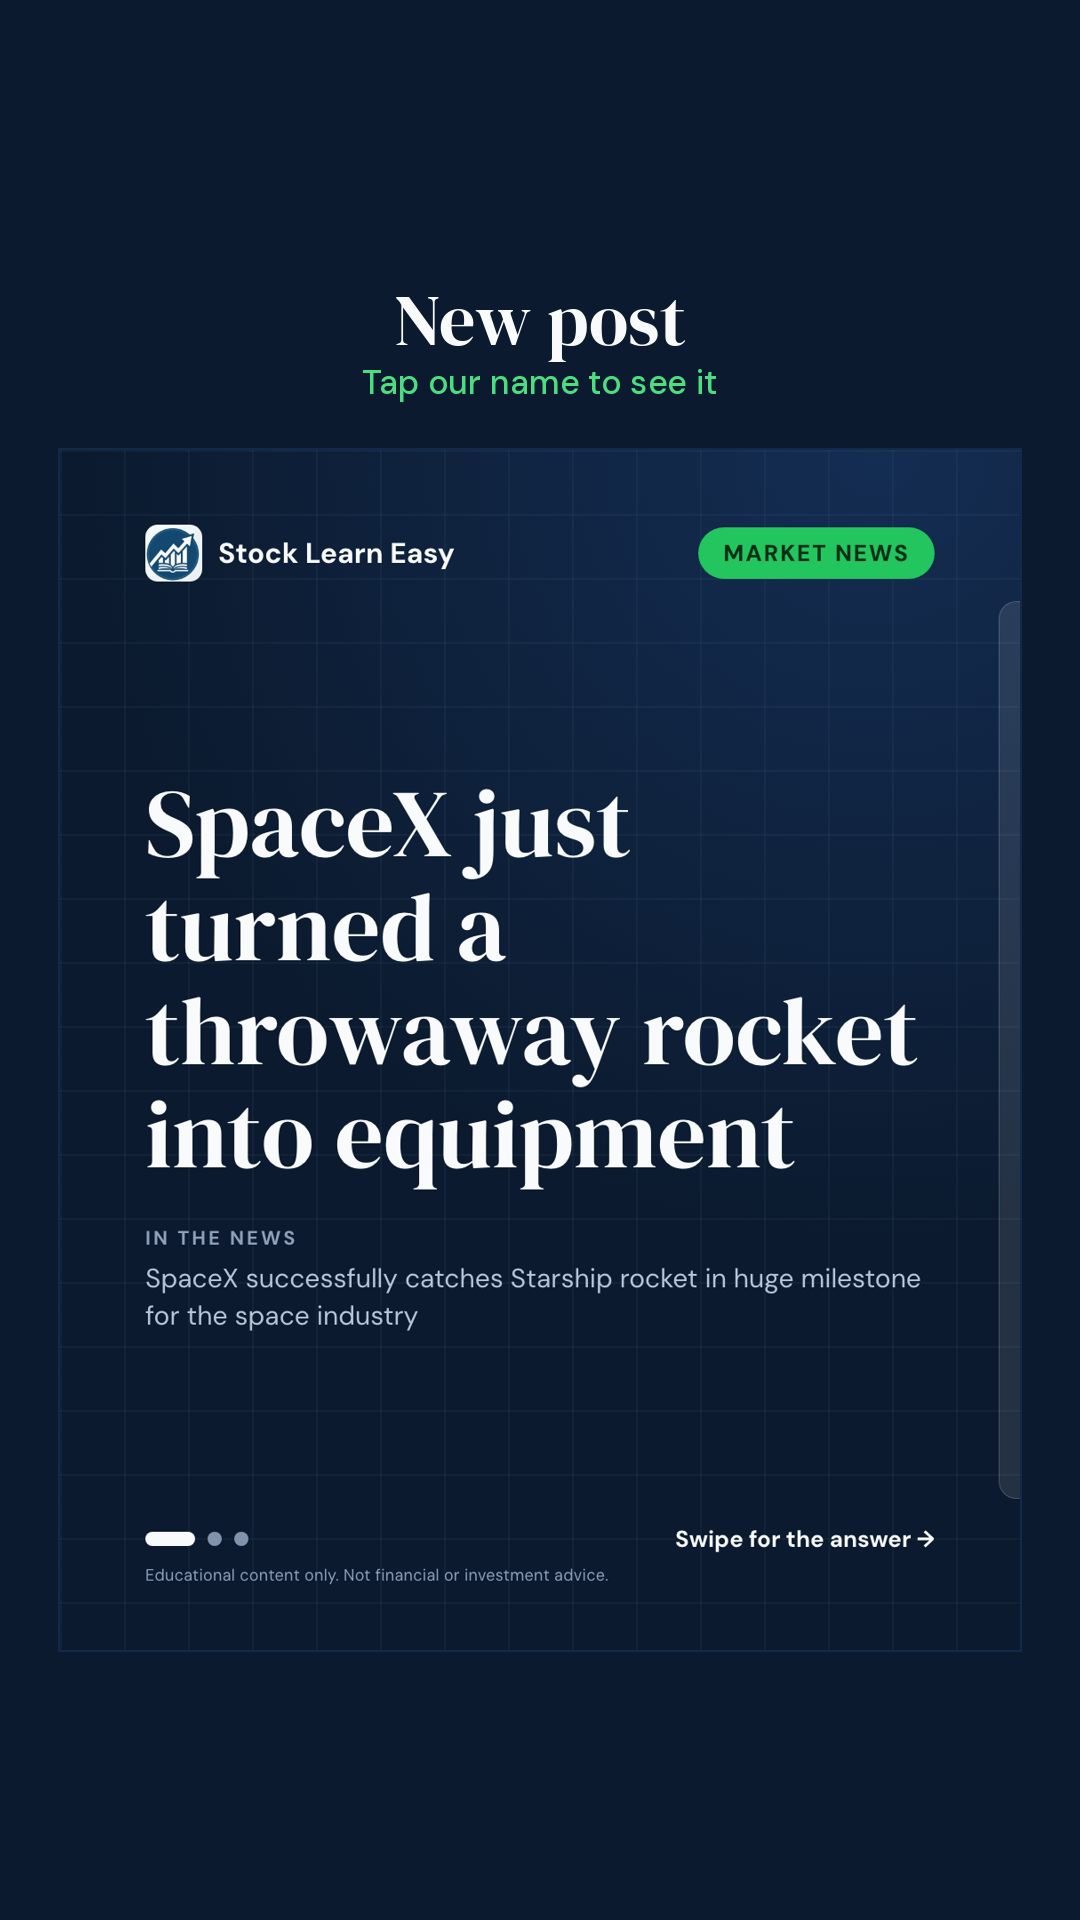 New post
Tap our name to see it
Stock Learn Easy
MARKET NEWS
SpaceX just
turned a
throwaway rocket
into equipment
IN THE NEWS
SpaceX successfully catches Starship rocket in huge milestone
for the space industry
Swipe for the answer →
Educational content only. Not financial or investment advice.